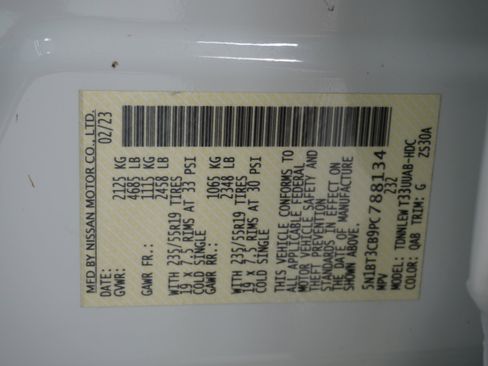 MFD BY NISSAN MOTOR CO., LTD.
DATE: 02/23
GVWR: 2125 KG
4685 LB
GAWR FR.: 1115 KG
2458 LB
WITH 235/55R19 TIRES
19 X 7.5 RIMS AT 33 PSI
COLD SINGLE
GAWR RR.: 1065 KG
2348 LB
WITH 235/55R19 TIRES
19 X 7.5 RIMS AT 30 PSI
COLD SINGLE
THIS VEHICLE CONFORMS TO
ALL APPLICABLE FEDERAL
MOTOR VEHICLE SAFETY AND
THEFT PREVENTION
STANDARDS IN EFFECT ON
THE DATE OF MANUFACTURE
SHOWN ABOVE.
5N1BT3CB9PC788134
MPV 232
MODEL: TDNNLEWT33UUAB-HDC
COLOR: QAB TRIM: G ZS30A